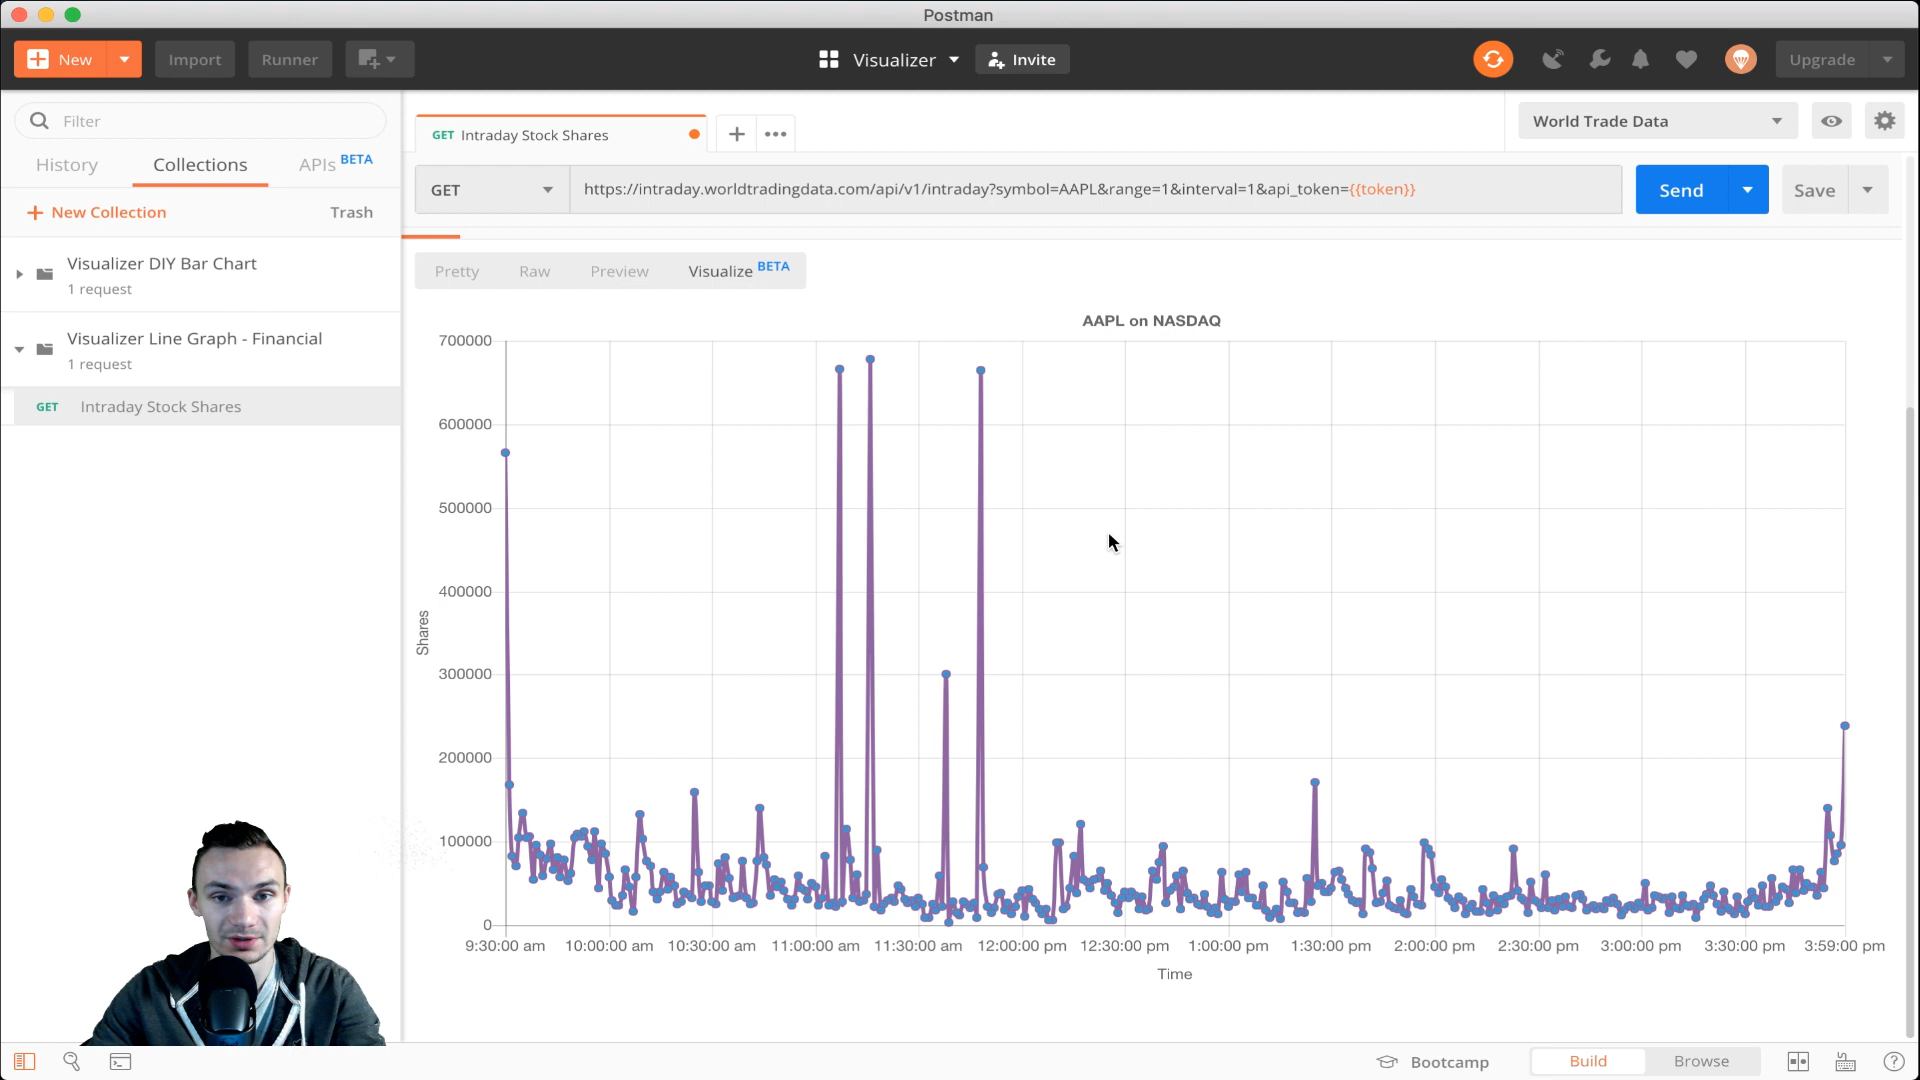 Postman
New
Import
Runner
Visualizer
Invite
Upgrade
Filter
History
Collections
APIs BETA
New Collection
Trash
Visualizer DIY Bar Chart
1 request
Visualizer Line Graph - Financial
1 request
GET Intraday Stock Shares
GET Intraday Stock Shares
World Trade Data
GET
https://intraday.worldtradingdata.com/api/v1/intraday?symbol=AAPL&range=1&interval=1&api_token={{token}}
Send
Save
Pretty
Raw
Preview
Visualize BETA
AAPL on NASDAQ
700000
600000
500000
400000
300000
200000
100000
0
Shares
9:30:00 am
10:00:00 am
10:30:00 am
11:00:00 am
11:30:00 am
12:00:00 pm
12:30:00 pm
1:00:00 pm
1:30:00 pm
2:00:00 pm
2:30:00 pm
3:00:00 pm
3:30:00 pm
3:59:00 pm
Time
Bootcamp
Build
Browse